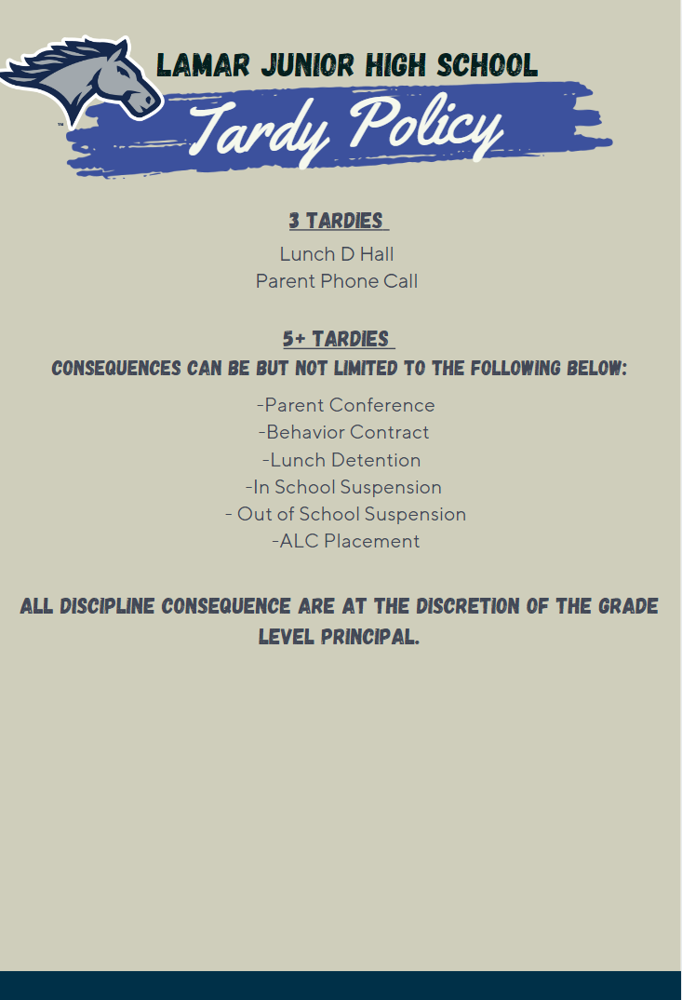 LAMAR JUNIOR HIGH SCHOOL
Tardy Policy
TM
3 TARDIES
Lunch D Hall
Parent Phone Call
5+ TARDIES
CONSEQUENCES CAN BE BUT NOT LIMITED TO THE FOLLOWING BELOW:
-Parent Conference
-Behavior Contract
-Lunch Detention
-In School Suspension
- Out of School Suspension
-ALC Placement
ALL DISCIPLINE CONSEQUENCE ARE AT THE DISCRETION OF THE GRADE
LEVEL PRINCIPAL.